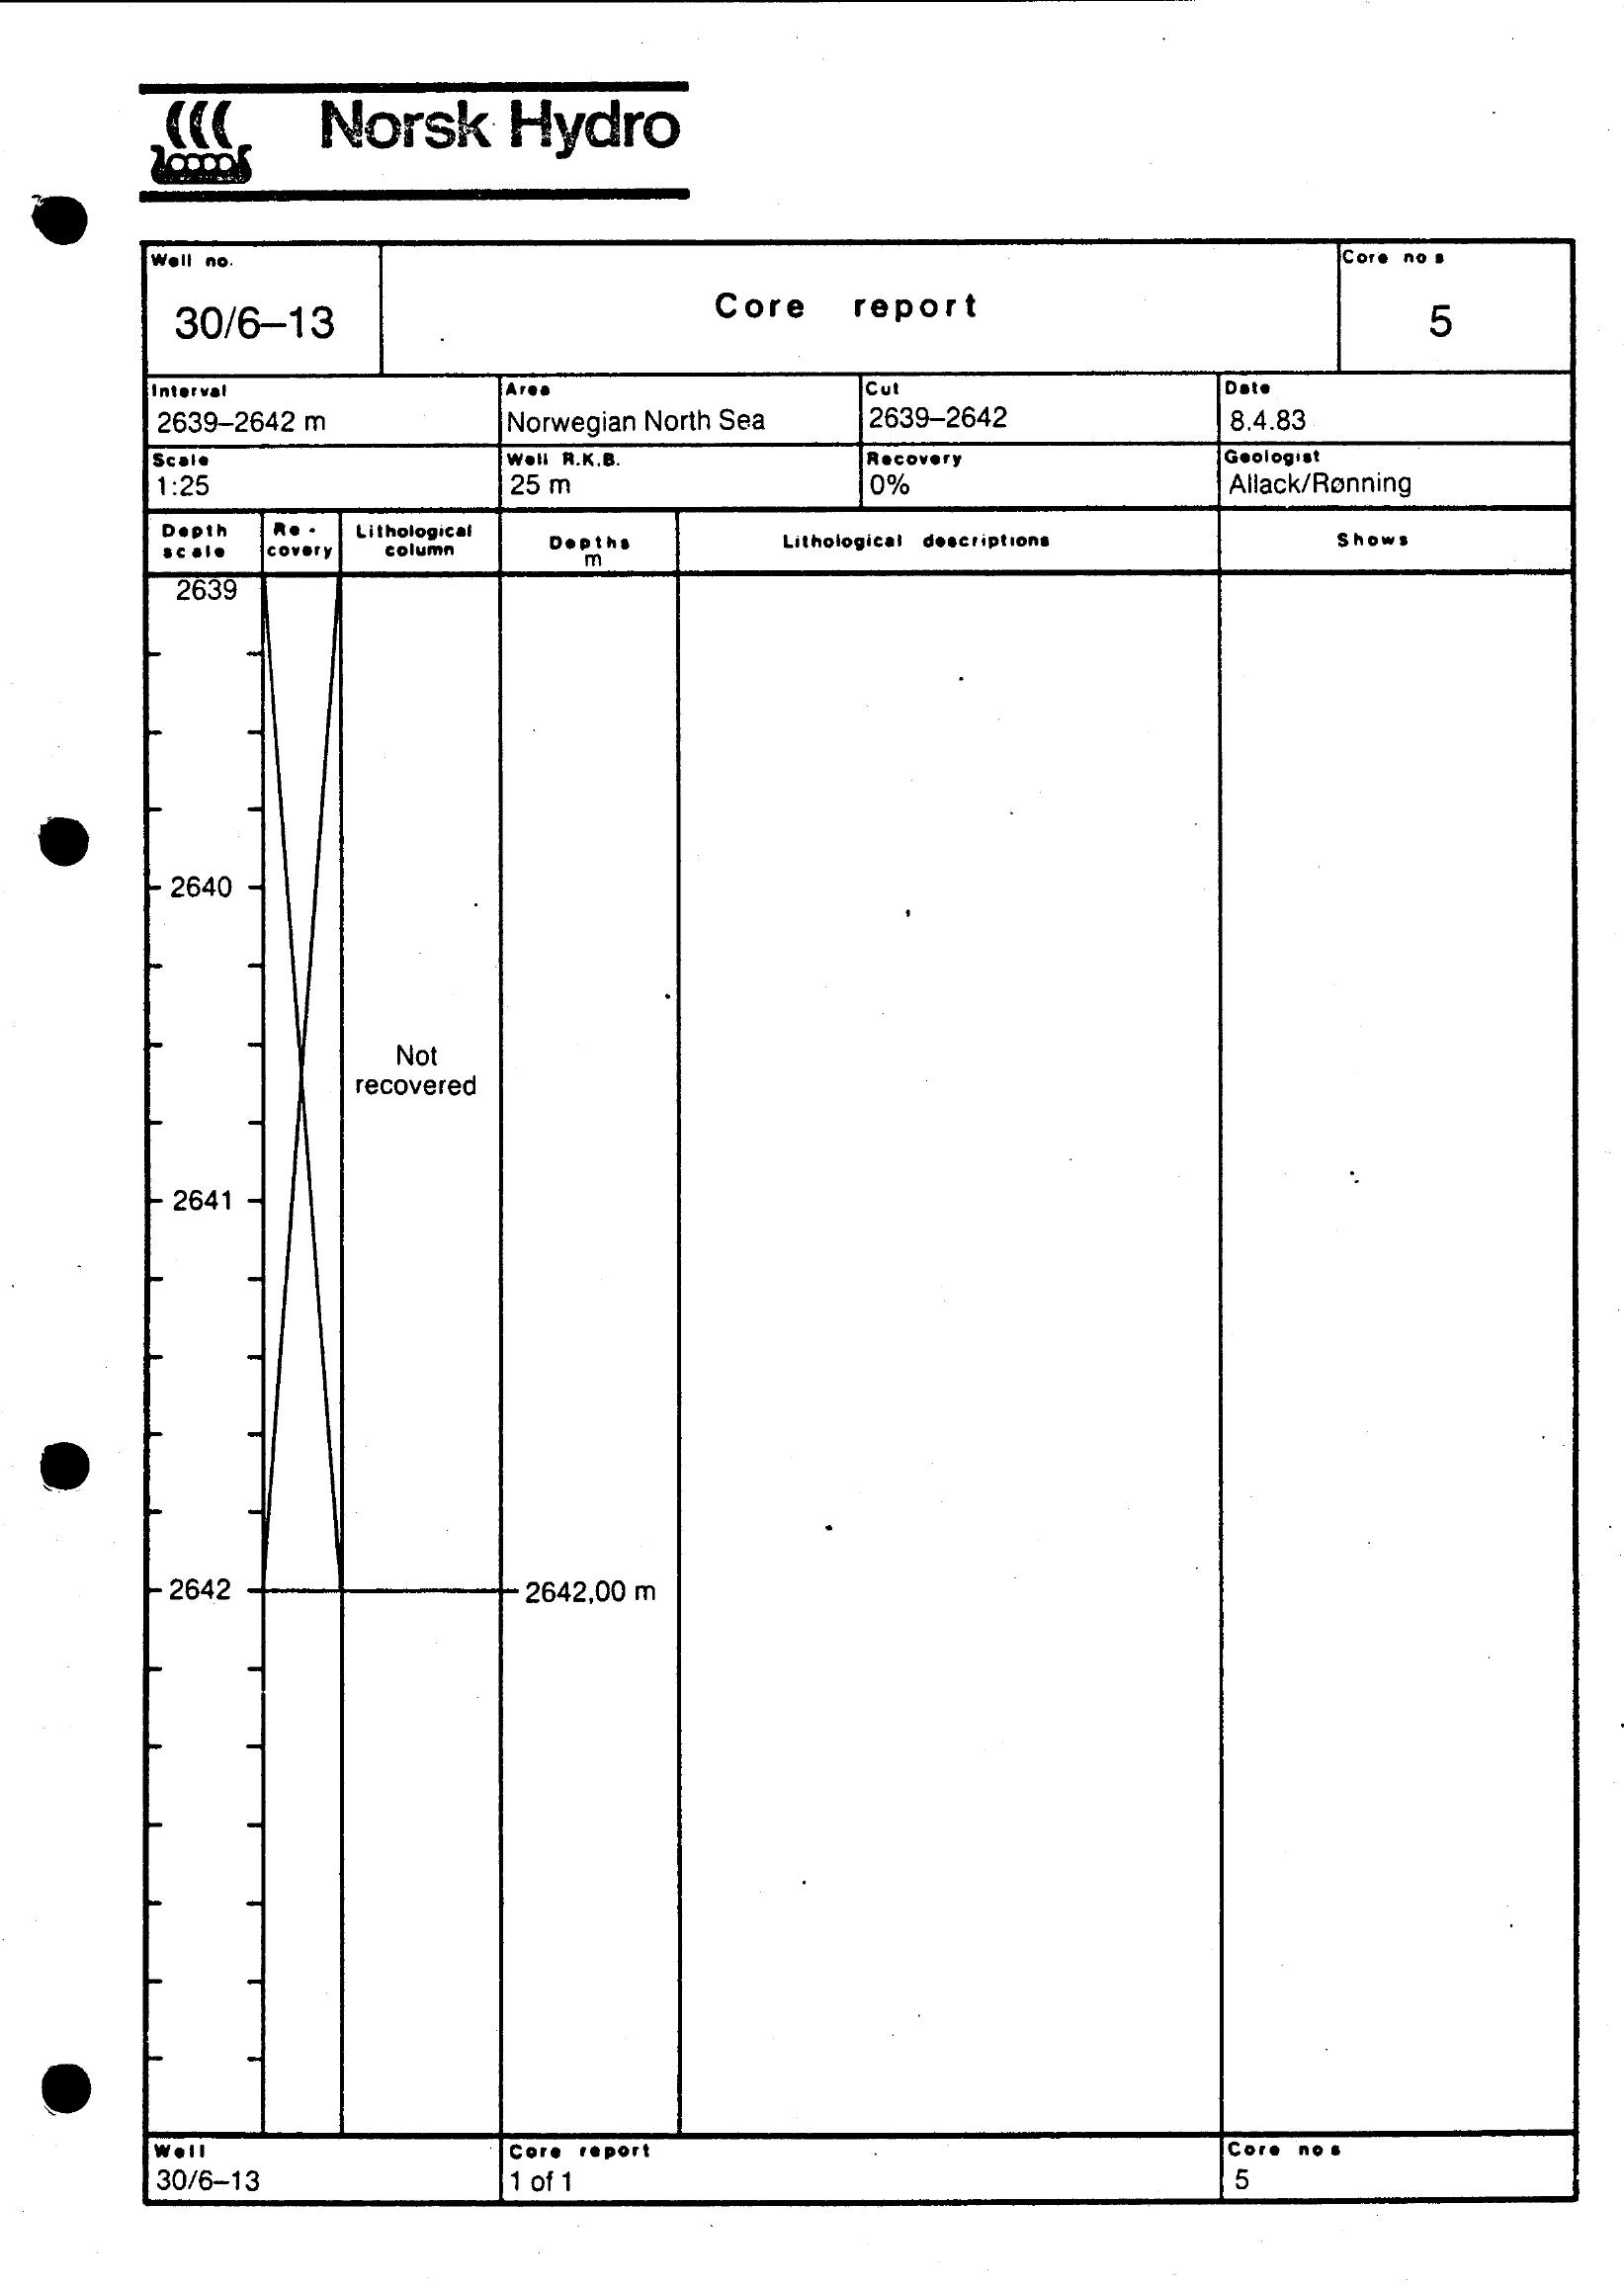 Norsk Hydro
Well no.
30/6–13
Core report
Core nos
5
Interval
2639–2642 m
Area
Norwegian North Sea
Cut
2639–2642
Date
8.4.83
Scale
1:25
Well R.K.B.
25 m
Recovery
0%
Geologist
Allack/Rønning
Depth
scale
Re-
covery
Lithological
column
Depths
m
Lithological descriptions
Shows
2639
2640
Not
recovered
2641
2642
2642,00 m
Well
30/6–13
Core report
1 of 1
Core nos
5